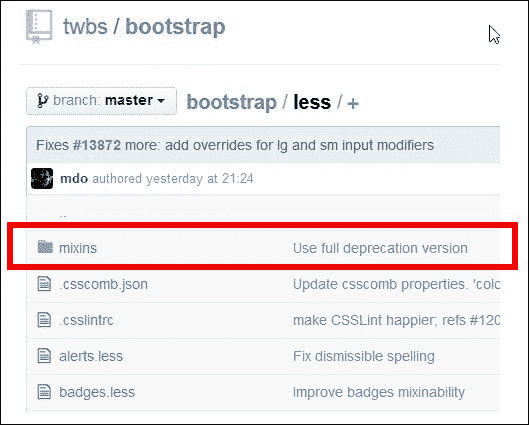 twbs / bootstrap
branch: master
bootstrap / less / +
Fixes #13872 more: add overrides for lg and sm input modifiers
mdo authored yesterday at 21:24
..
mixins Use full deprecation version
.csscomb.json Update csscomb properties. 'colo
.csslintrc make CSSLint happier; refs #120
alerts.less Fix dismissible spelling
badges.less Improve badges mixinability